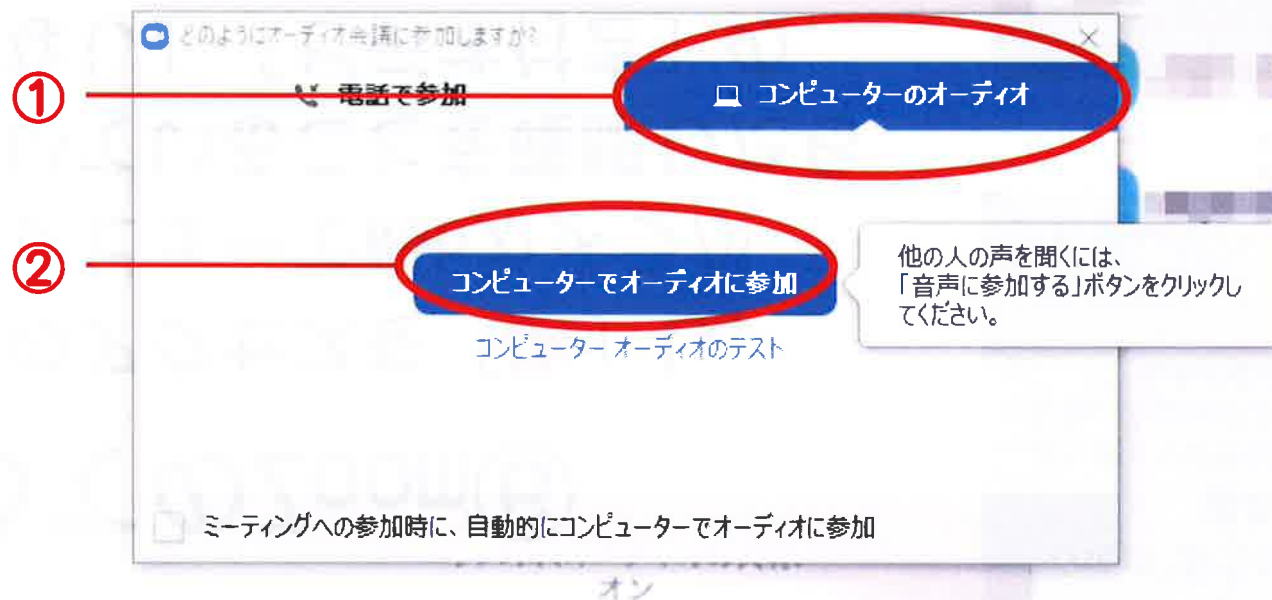 どのようにオーディオ会議に参加しますか?
① 電話で参加 コンピューターのオーディオ
② コンピューターでオーディオに参加
他の人の声を聞くには、
「音声に参加する」ボタンをクリックし
てください。
コンピューター オーディオのテスト
ミーティングへの参加時に、自動的にコンピューターでオーディオに参加
オン